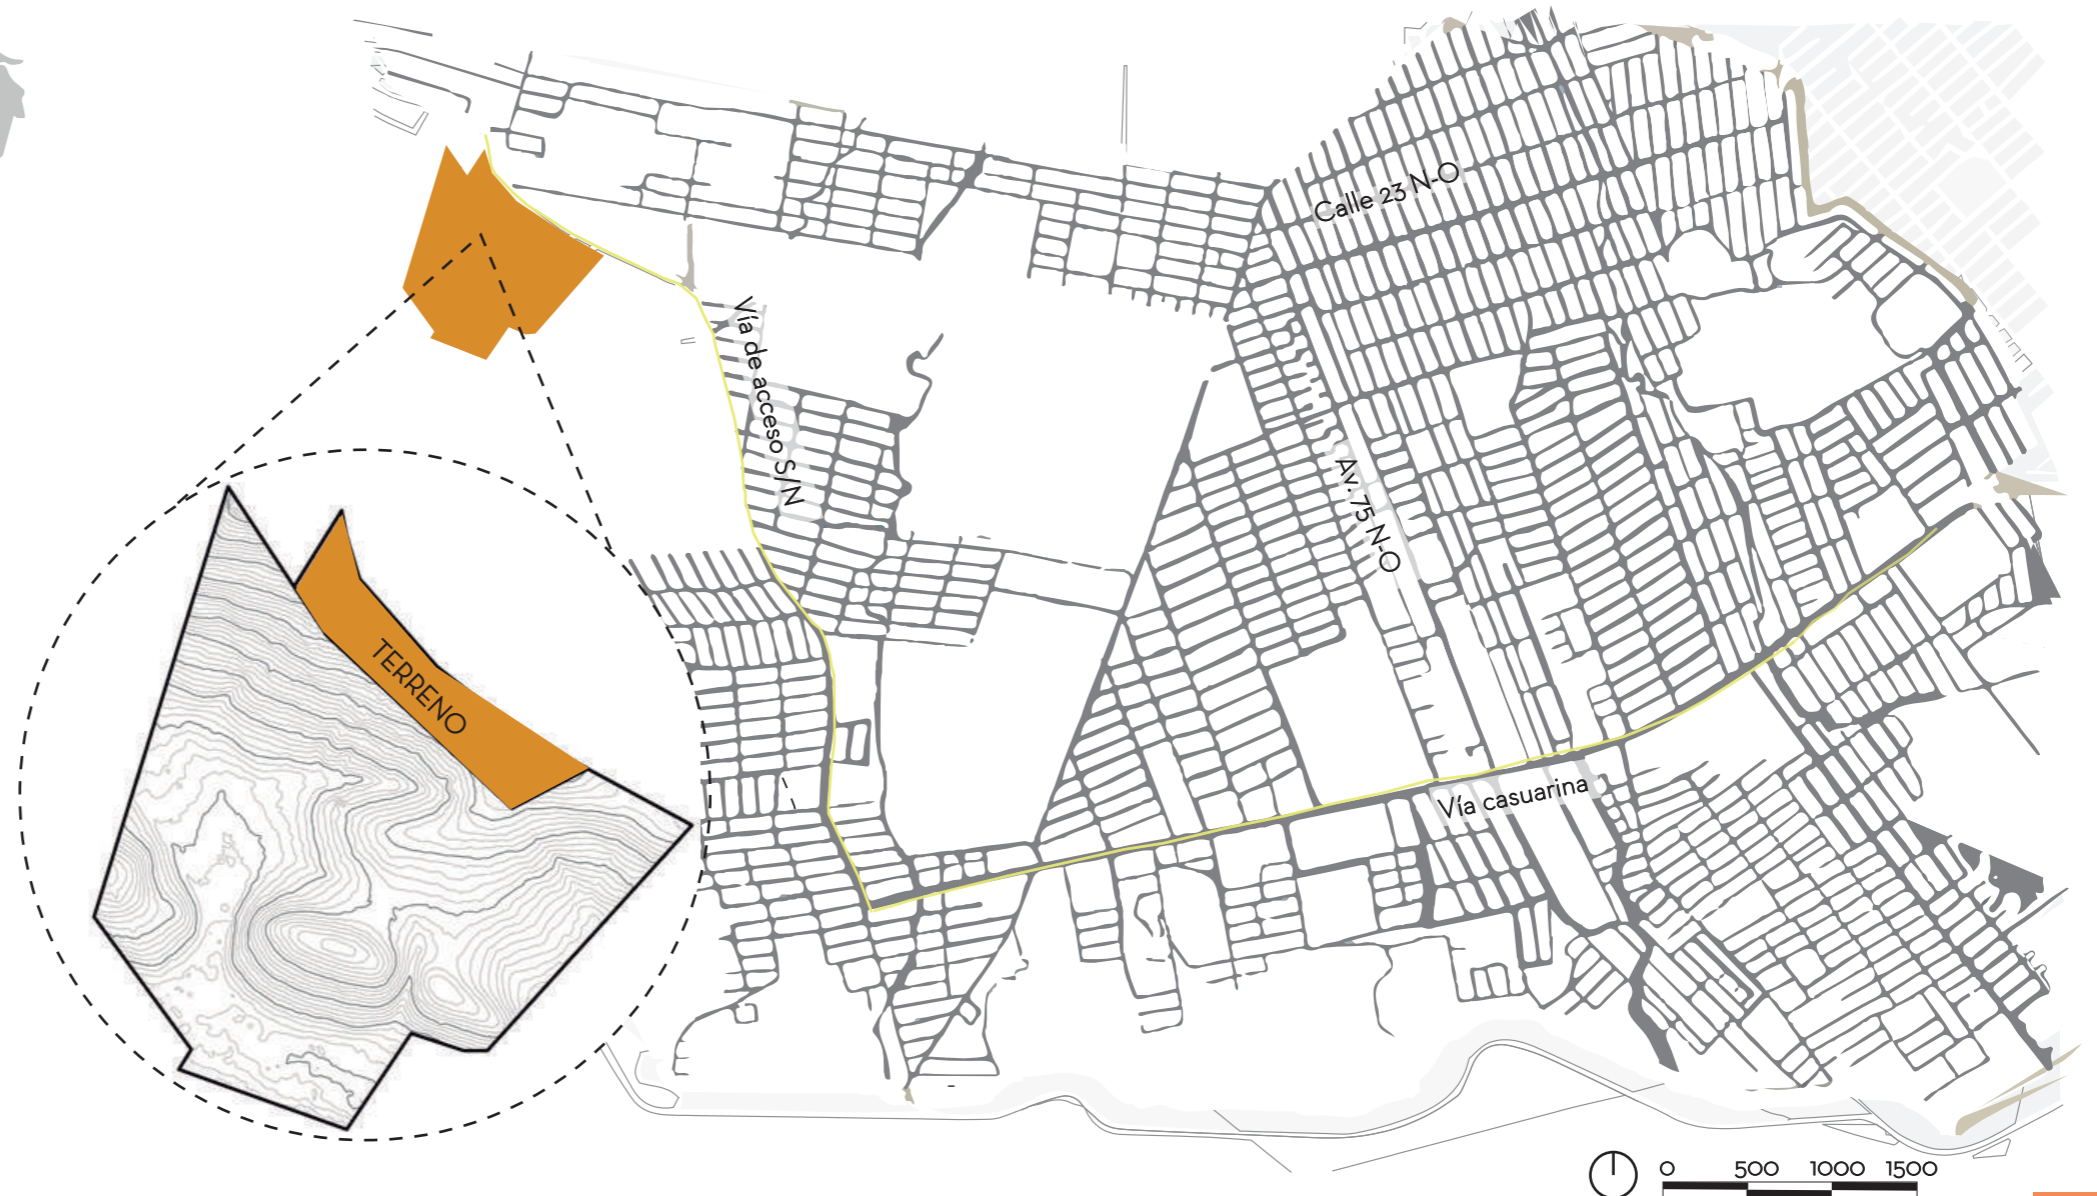 Calle 23 N-O
Vía de acceso S/N
Av. 75 N-O
TERRENO
Vía casuarina
0 500 1000 1500